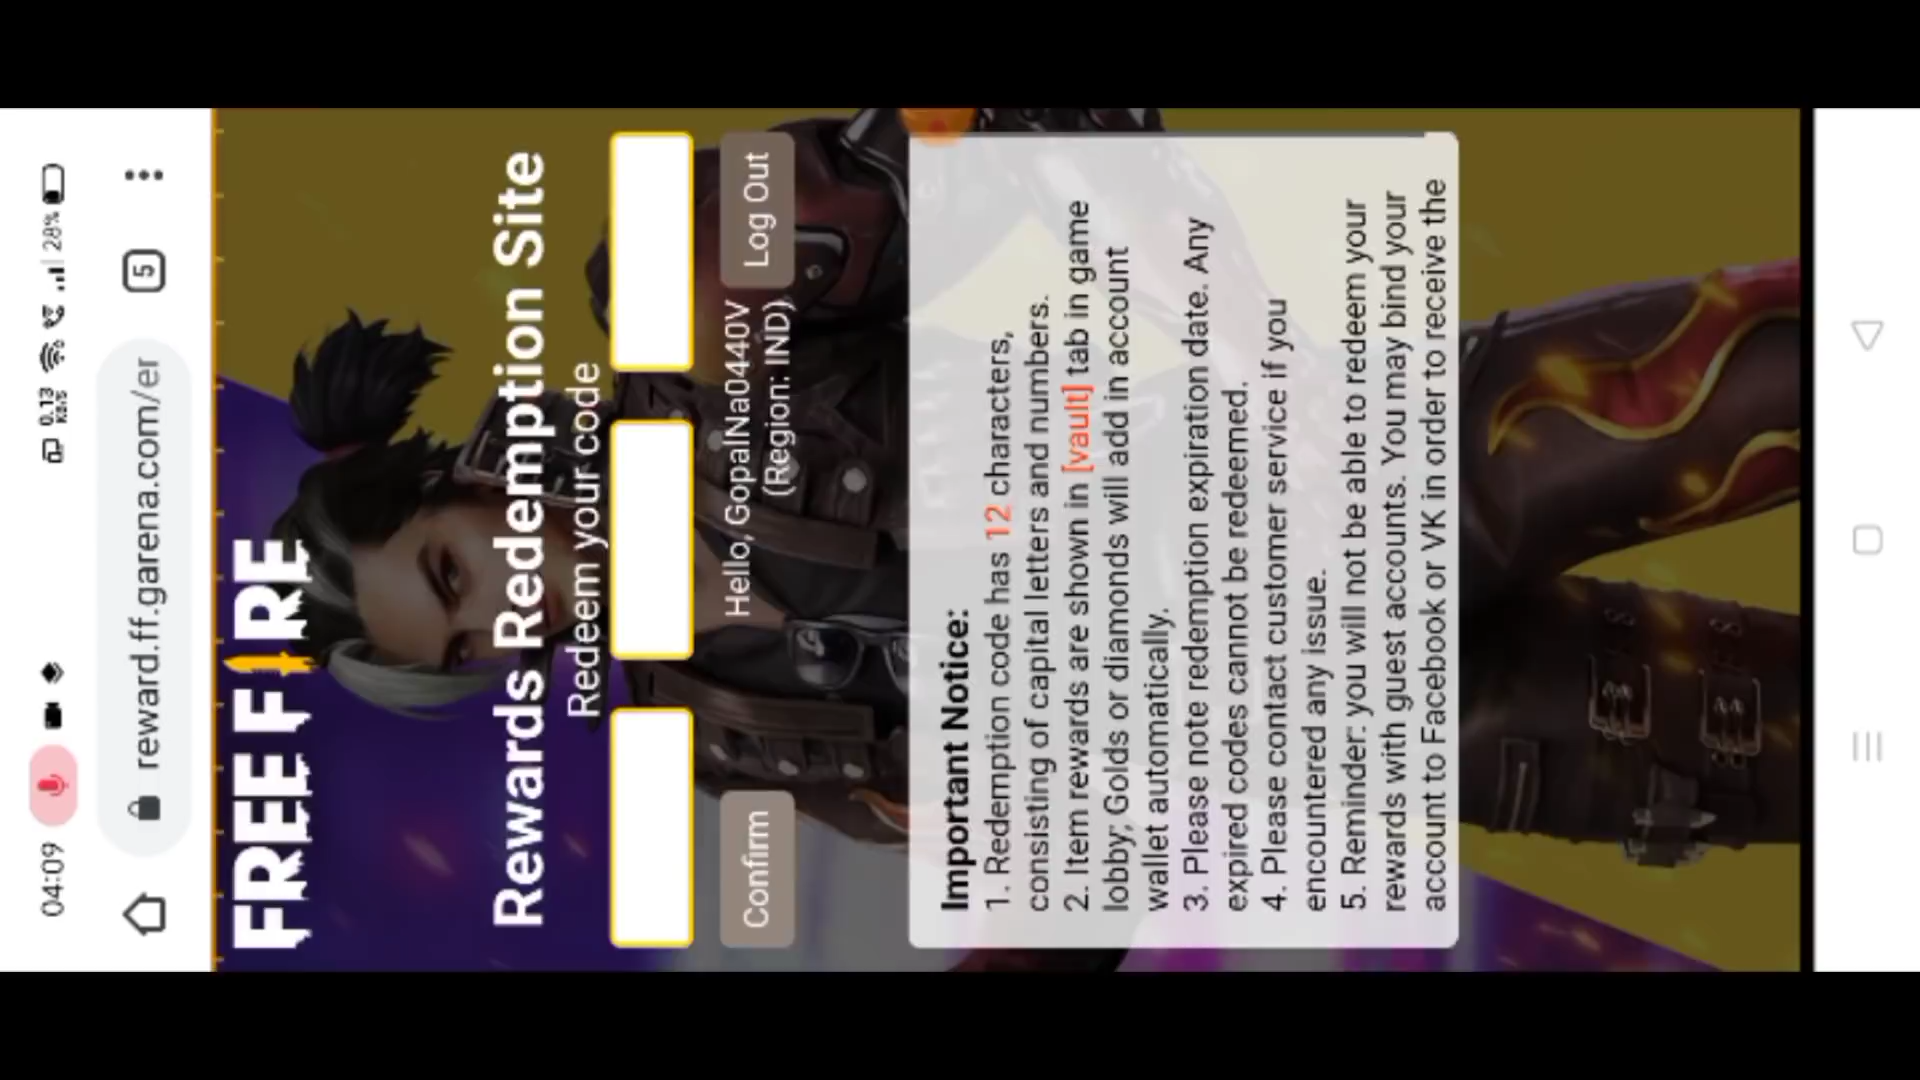 04:09
0.13
KB/S
28%
reward.ff.garena.com/er
5
FREE FIRE
Rewards Redemption Site
Redeem your code
Confirm
Hello, GopalNa0440V
(Region: IND)
Log Out
Important Notice:
1. Redemption code has 12 characters,
consisting of capital letters and numbers.
2. Item rewards are shown in [vault] tab in game
lobby; Golds or diamonds will add in account
wallet automatically.
3. Please note redemption expiration date. Any
expired codes cannot be redeemed.
4. Please contact customer service if you
encountered any issue.
5. Reminder: you will not be able to redeem your
rewards with guest accounts. You may bind your
account to Facebook or VK in order to receive the